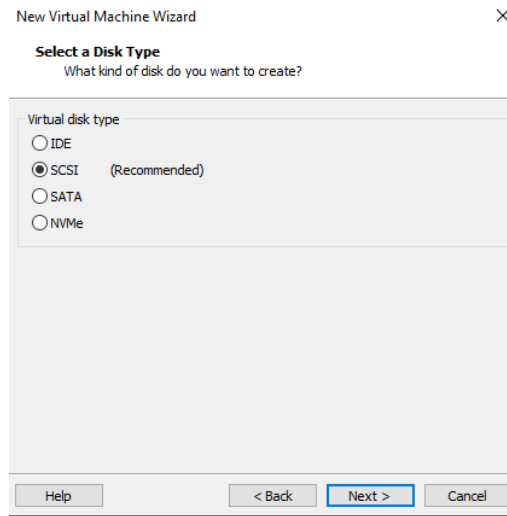 New Virtual Machine Wizard
Select a Disk Type
What kind of disk do you want to create?
Virtual disk type
IDE
SCSI (Recommended)
SATA
NVMe
Help < Back Next > Cancel